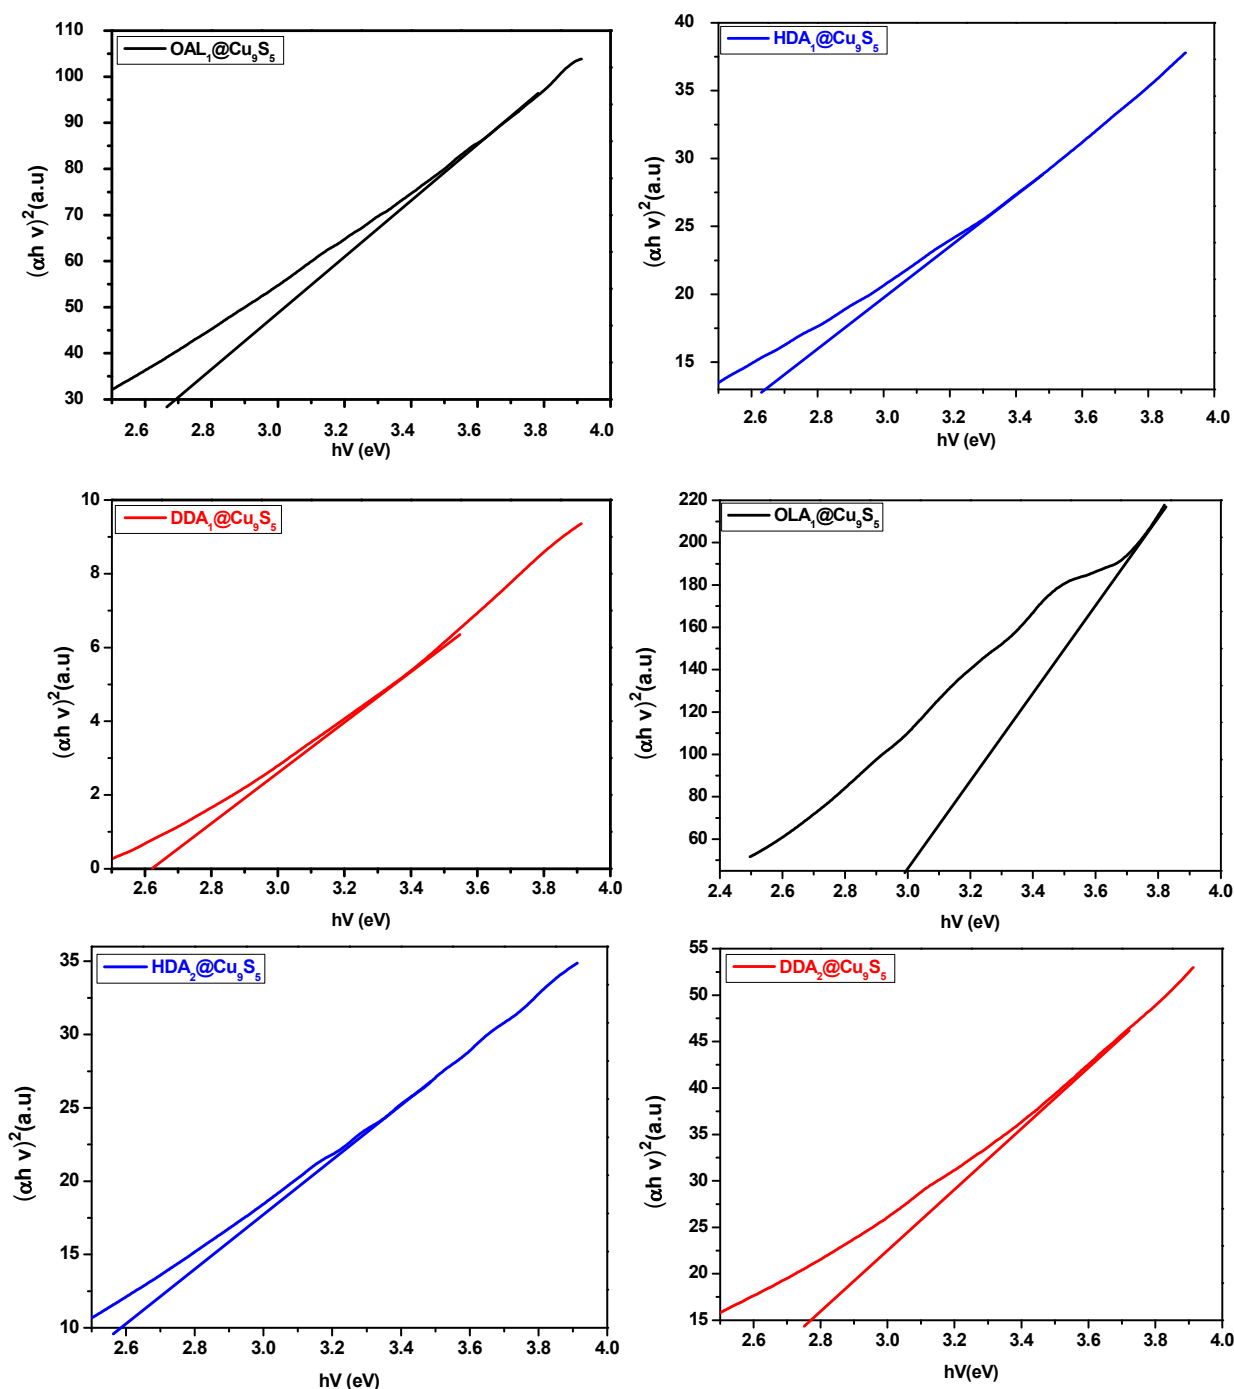 OAL₁@Cu₉S₅
110
100
90
80
70
60
50
40
30
(αh ν)²(a.u)
2.6 2.8 3.0 3.2 3.4 3.6 3.8 4.0
hV (eV)
HDA₁@Cu₉S₅
40
35
30
25
20
15
(αh ν)²(a.u)
2.6 2.8 3.0 3.2 3.4 3.6 3.8 4.0
hV (eV)
DDA₁@Cu₉S₅
10
8
6
4
2
0
(αh ν)²(a.u)
2.6 2.8 3.0 3.2 3.4 3.6 3.8 4.0
hV (eV)
OLA₁@Cu₉S₅
220
200
180
160
140
120
100
80
60
(αh ν)²(a.u)
2.4 2.6 2.8 3.0 3.2 3.4 3.6 3.8 4.0
hV (eV)
HDA₂@Cu₉S₅
35
30
25
20
15
10
(αh ν)²(a.u)
2.6 2.8 3.0 3.2 3.4 3.6 3.8 4.0
hV (eV)
DDA₂@Cu₉S₅
55
50
45
40
35
30
25
20
15
(αh ν)²(a.u)
2.6 2.8 3.0 3.2 3.4 3.6 3.8 4.0
hV(eV)